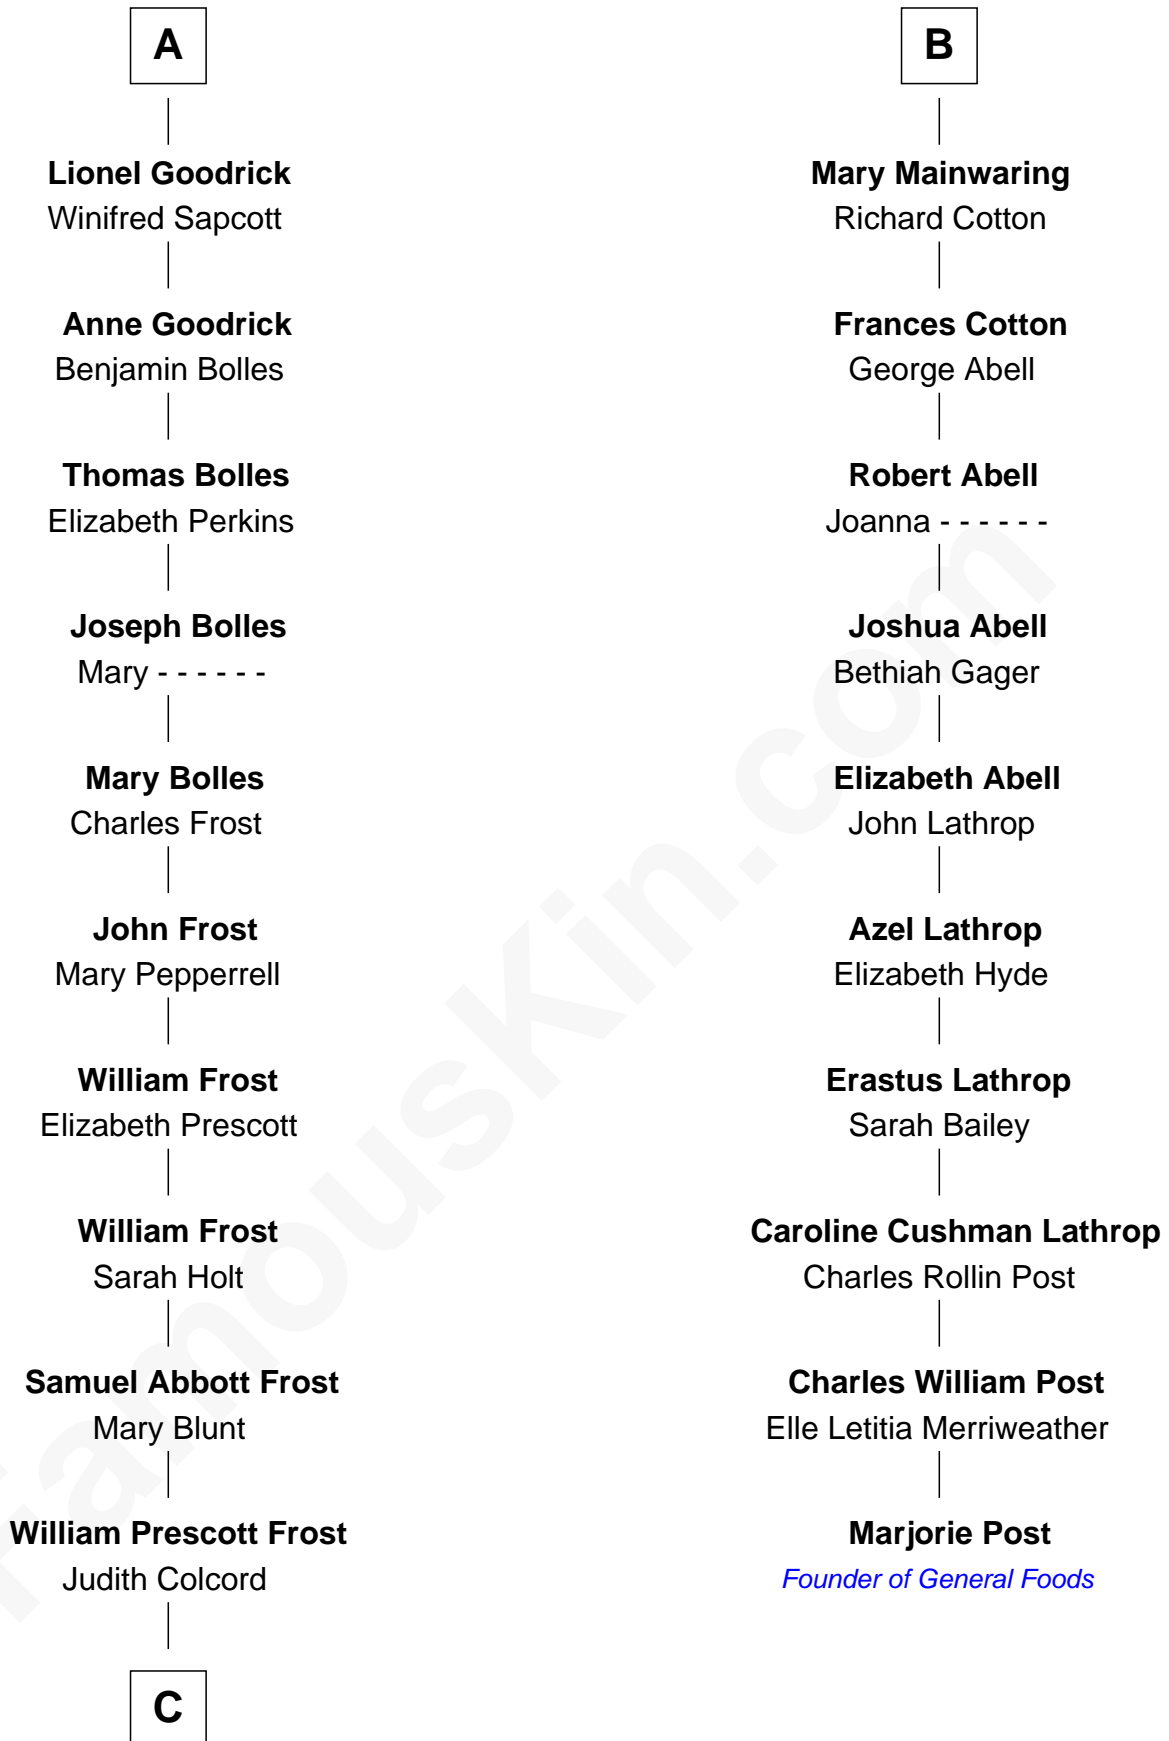 A
Lionel Goodrick
Winifred Sapcott
Anne Goodrick
Benjamin Bolles
Thomas Bolles
Elizabeth Perkins
Joseph Bolles
Mary - - - - - -
Mary Bolles
Charles Frost
John Frost
Mary Pepperrell
William Frost
Elizabeth Prescott
William Frost
Sarah Holt
Samuel Abbott Frost
Mary Blunt
William Prescott Frost
Judith Colcord
C
B
Mary Mainwaring
Richard Cotton
Frances Cotton
George Abell
Robert Abell
Joanna - - - - - -
Joshua Abell
Bethiah Gager
Elizabeth Abell
John Lathrop
Azel Lathrop
Elizabeth Hyde
Erastus Lathrop
Sarah Bailey
Caroline Cushman Lathrop
Charles Rollin Post
Charles William Post
Elle Letitia Merriweather
Marjorie Post
Founder of General Foods
FamousKin.com